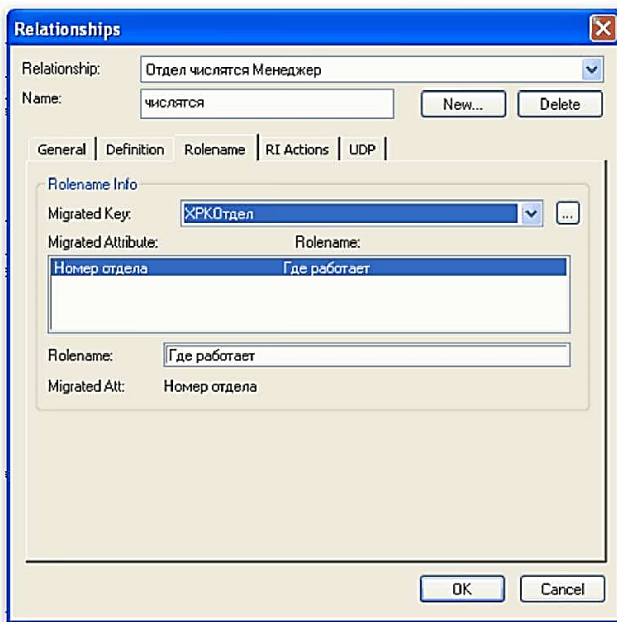 Relationships
Relationship: Отдел числятся Менеджер
Name: числятся New... Delete
General Definition Rolename RI Actions UDP
Rolename Info
Migrated Key: ХРКОтдел ...
Migrated Attribute: Rolename:
Номер отдела Где работает
Rolename: Где работает
Migrated Att: Номер отдела
OK Cancel